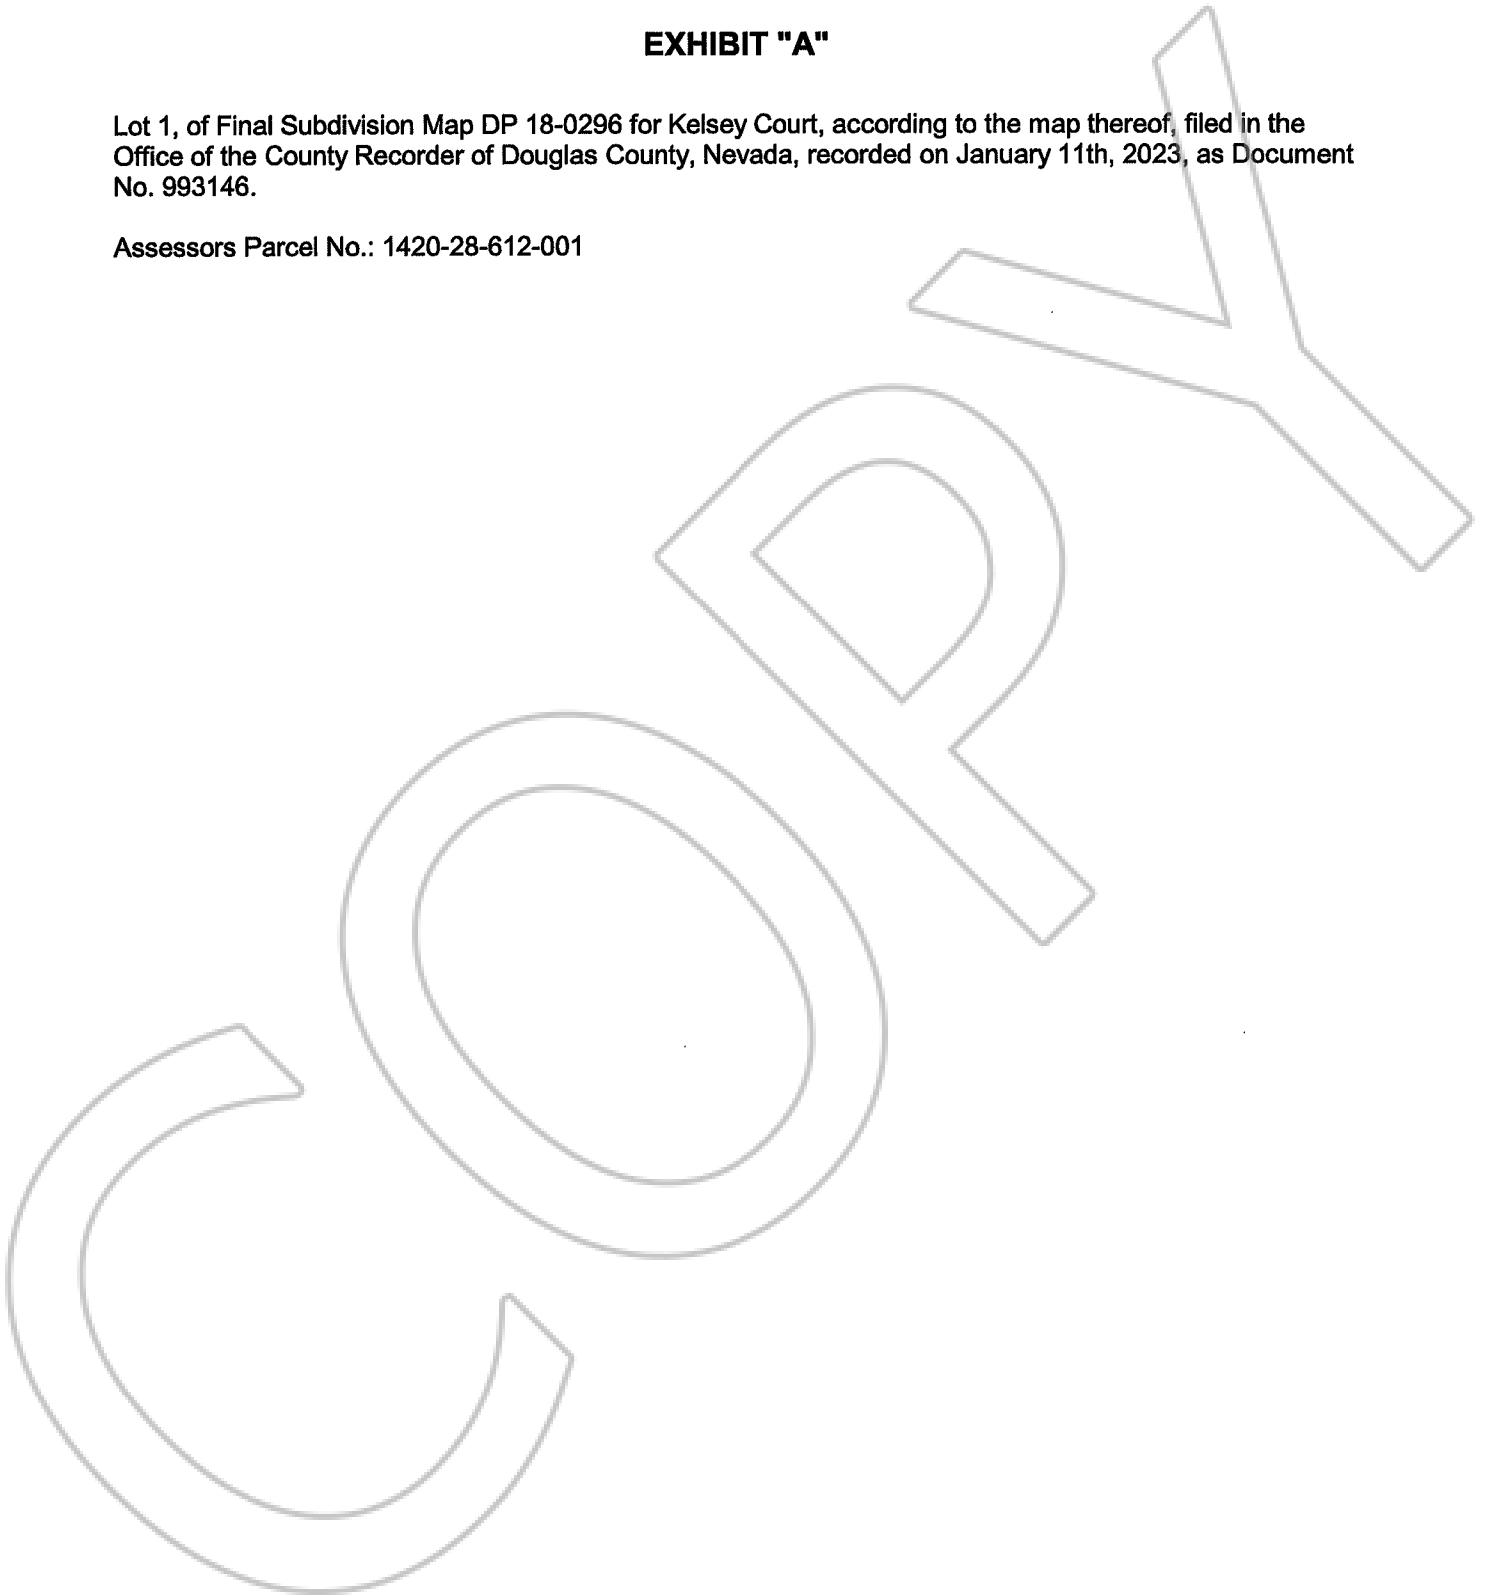 EXHIBIT "A"
Lot 1, of Final Subdivision Map DP 18-0296 for Kelsey Court, according to the map thereof, filed in the
Office of the County Recorder of Douglas County, Nevada, recorded on January 11th, 2023, as Document
No. 993146.
Assessors Parcel No.: 1420-28-612-001
COPY